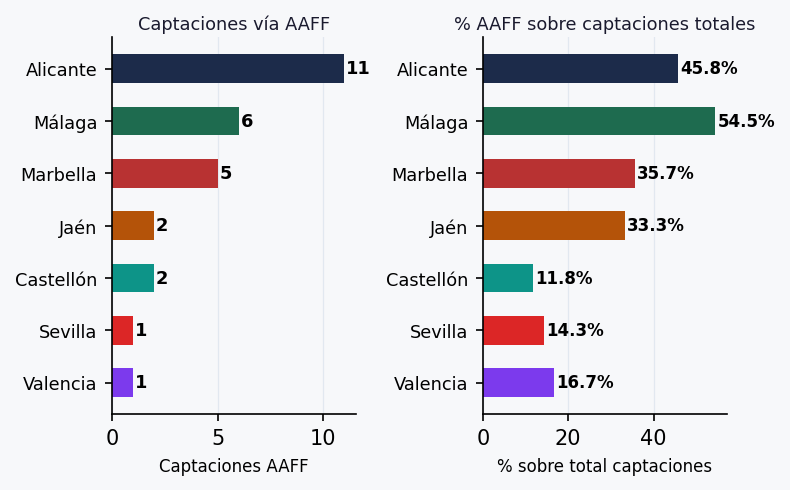 Captaciones vía AAFF
Alicante
11
Málaga
6
Marbella
5
Jaén
2
Castellón
2
Sevilla
1
Valencia
1
0 5 10
Captaciones AAFF
% AAFF sobre captaciones totales
Alicante
45.8%
Málaga
54.5%
Marbella
35.7%
Jaén
33.3%
Castellón
11.8%
Sevilla
14.3%
Valencia
16.7%
0 20 40
% sobre total captaciones